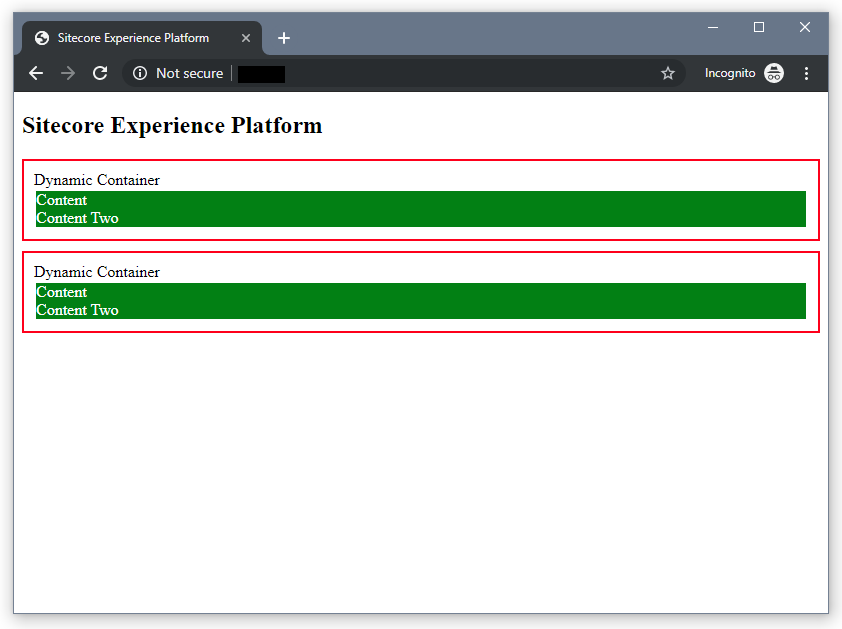 Sitecore Experience Platform
Not secure
Incognito
Sitecore Experience Platform
Dynamic Container
Content
Content Two
Dynamic Container
Content
Content Two